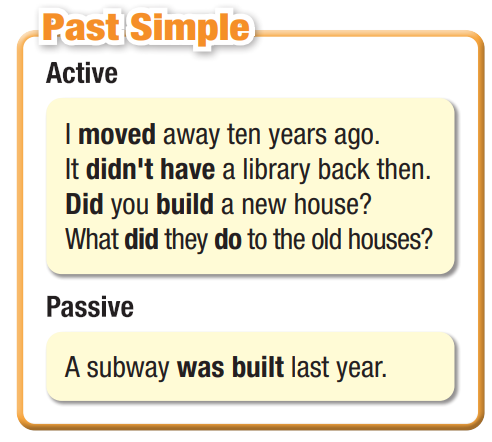 Past Simple
Active
I moved away ten years ago.
It didn't have a library back then.
Did you build a new house?
What did they do to the old houses?
Passive
A subway was built last year.